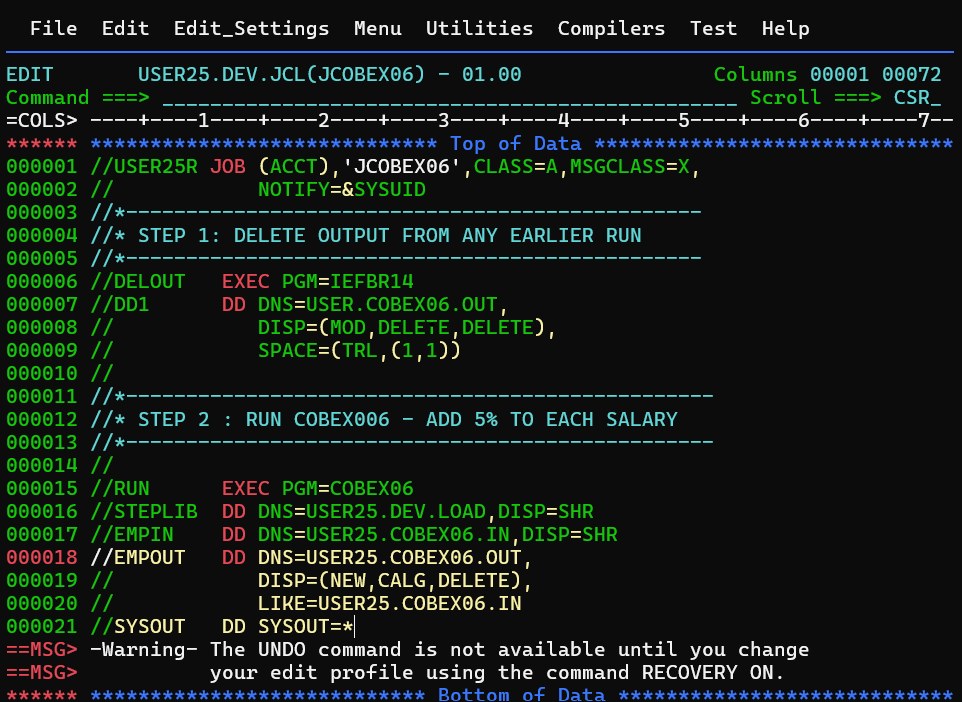 File  Edit  Edit_Settings  Menu  Utilities  Compilers  Test  Help
EDIT       USER25.DEV.JCL(JCOBEX06) - 01.00                Columns 00001 00072
Command ===> ________________________________________________ Scroll ===> CSR_
=COLS> ----+----1----+----2----+----3----+----4----+----5----+----6----+----7--
****** ***************************** Top of Data ******************************
000001 //USER25R JOB (ACCT),'JCOBEX06',CLASS=A,MSGCLASS=X,
000002 //            NOTIFY=&SYSUID
000003 //*------------------------------------------------
000004 //* STEP 1: DELETE OUTPUT FROM ANY EARLIER RUN
000005 //*------------------------------------------------
000006 //DELOUT   EXEC PGM=IEFBR14
000007 //DD1      DD DNS=USER.COBEX06.OUT,
000008 //            DISP=(MOD,DELETE,DELETE),
000009 //            SPACE=(TRL,(1,1))
000010 //
000011 //*-------------------------------------------------
000012 //* STEP 2 : RUN COBEX006 - ADD 5% TO EACH SALARY
000013 //*-------------------------------------------------
000014 //
000015 //RUN      EXEC PGM=COBEX06
000016 //STEPLIB  DD DNS=USER25.DEV.LOAD,DISP=SHR
000017 //EMPIN    DD DNS=USER25.COBEX06.IN,DISP=SHR
000018 //EMPOUT   DD DNS=USER25.COBEX06.OUT,
000019 //            DISP=(NEW,CALG,DELETE),
000020 //            LIKE=USER25.COBEX06.IN
000021 //SYSOUT   DD SYSOUT=*
==MSG> -Warning- The UNDO command is not available until you change
==MSG>           your edit profile using the command RECOVERY ON.
****** **************************** Bottom of Data ****************************